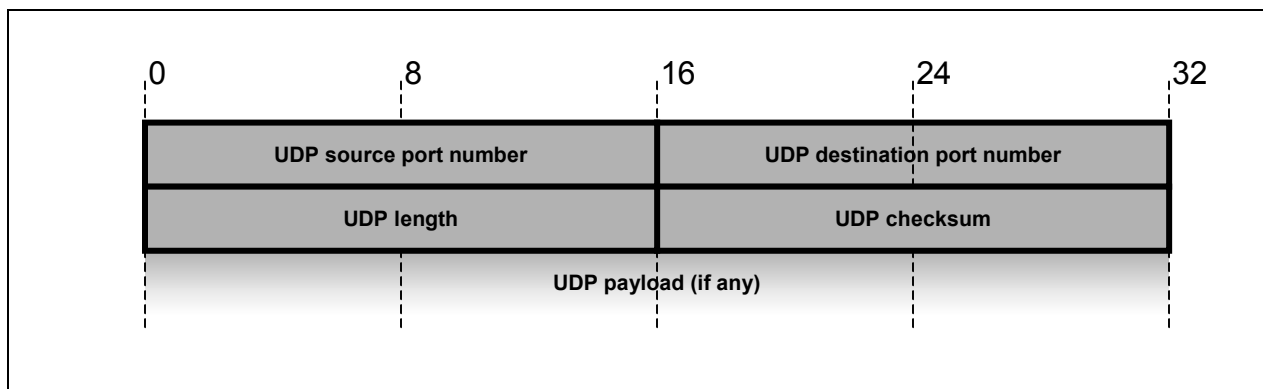 0 8 16 24 32
UDP source port number UDP destination port number
UDP length UDP checksum
UDP payload (if any)